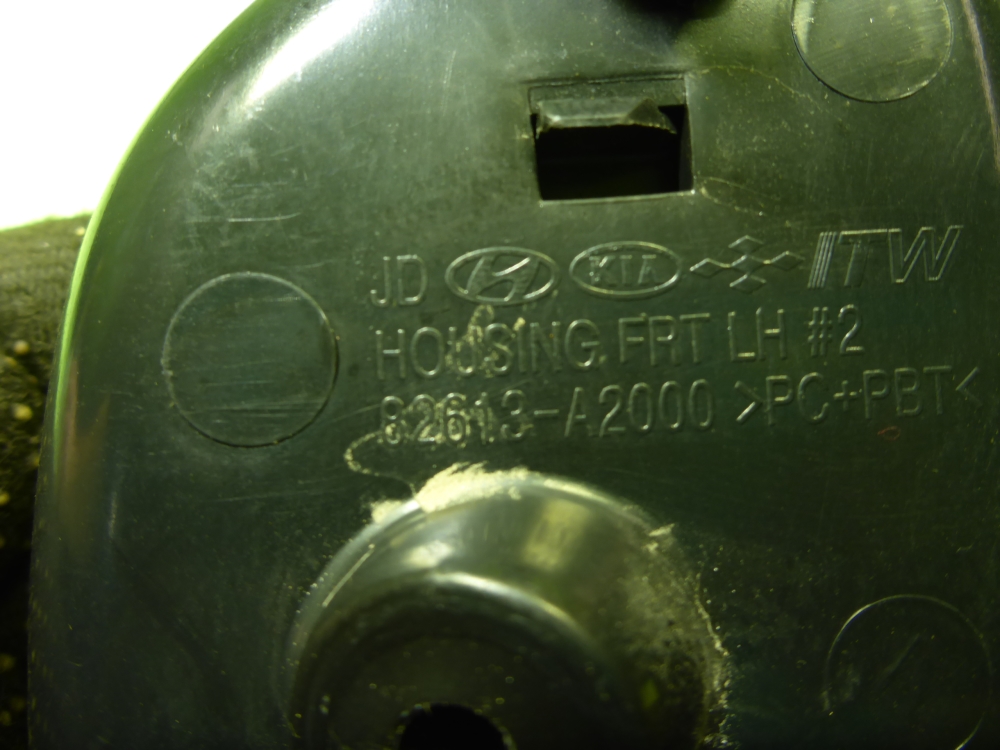 JD KIA ITW
HOUSING FRT LH #2
82613-A2000 >PC+PBT<